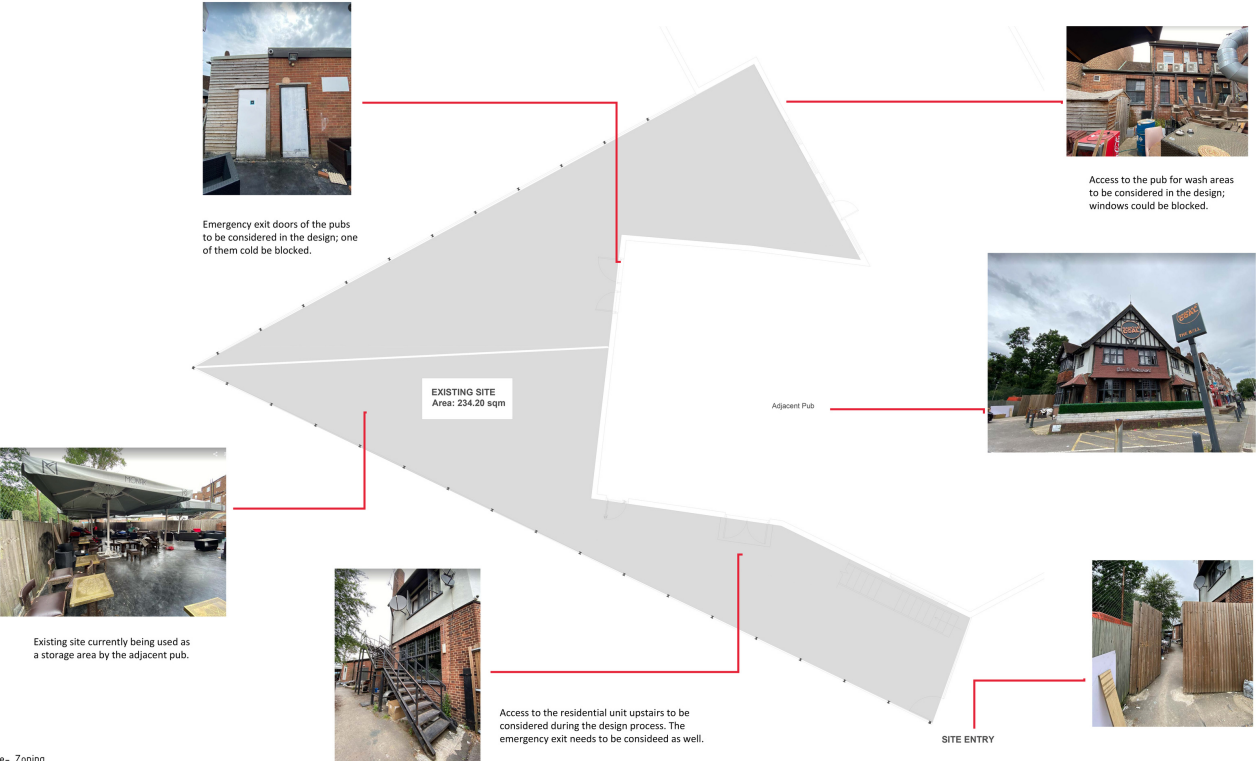 Emergency exit doors of the pubs
to be considered in the design; one
of them cold be blocked.
Access to the pub for wash areas
to be considered in the design;
windows could be blocked.
COAL
THE GRILL
EXISTING SITE
Area: 234.20 sqm
Adjacent Pub
Existing site currently being used as
a storage area by the adjacent pub.
Access to the residential unit upstairs to be
considered during the design process. The
emergency exit needs to be consideed as well.
SITE ENTRY
Zoning